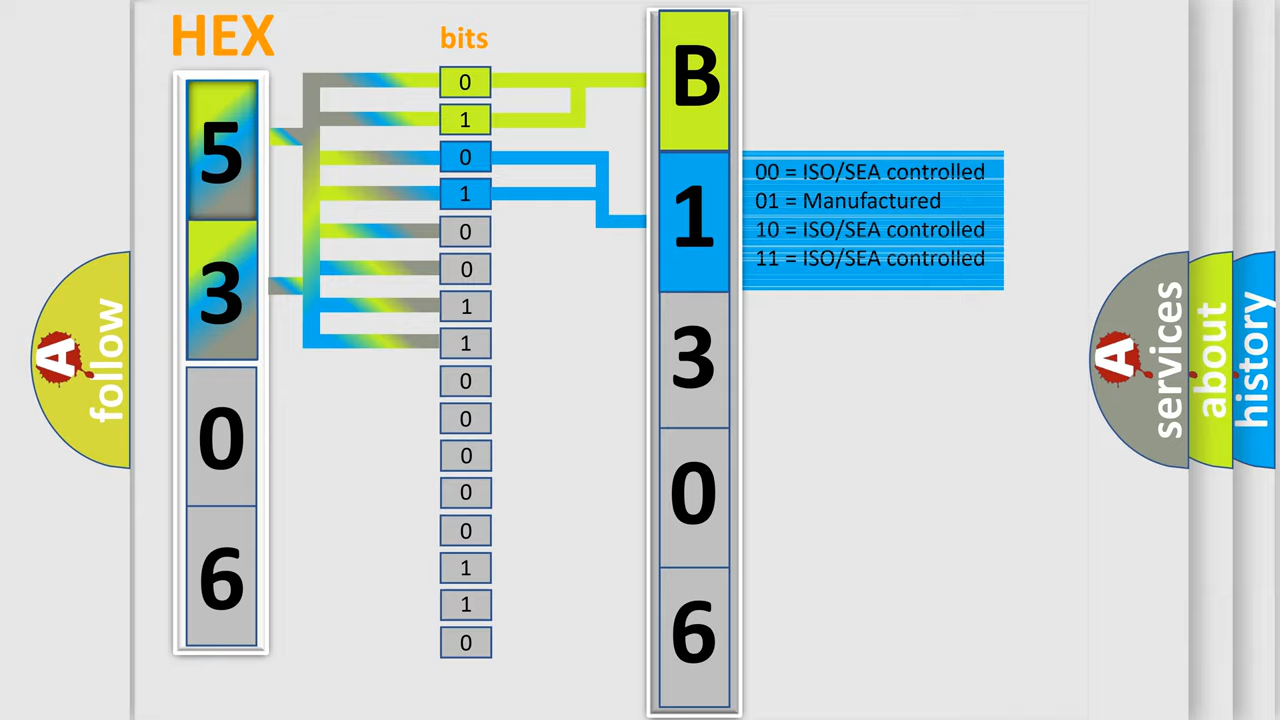 HEX
bits
5
3
0
6
0
1
0
1
0
0
1
1
0
0
0
0
0
1
1
0
B
1
3
0
6
00 = ISO/SEA controlled
01 = Manufactured
10 = ISO/SEA controlled
11 = ISO/SEA controlled
A
follow
A
services
about
history